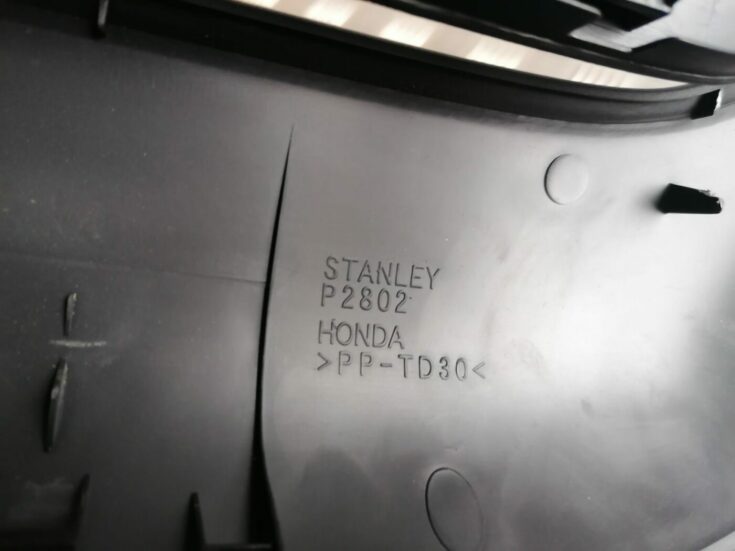 STANLEY
P2802
HONDA
>PP-TD30<